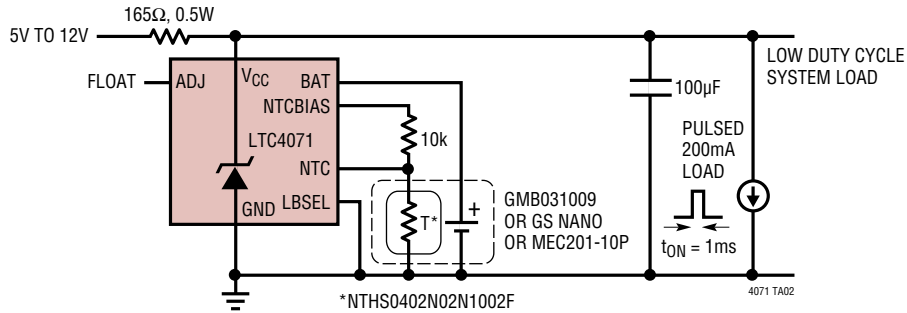 165Ω, 0.5W
5V TO 12V
FLOAT
ADJ
VCC
BAT
NTCBIAS
LTC4071
NTC
GND
LBSEL
10k
T*
+
GMB031009
OR GS NANO
OR MEC201-10P
100µF
LOW DUTY CYCLE
SYSTEM LOAD
PULSED
200mA
LOAD
tON = 1ms
*NTHS0402N02N1002F
4071 TA02